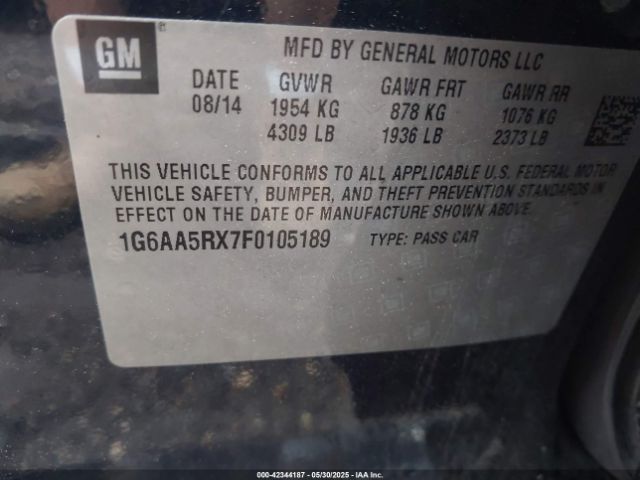 GM
®
MFD BY GENERAL MOTORS LLC
DATE GVWR GAWR FRT GAWR RR
08/14 1954 KG 878 KG 1076 KG
4309 LB 1936 LB 2373 LB
THIS VEHICLE CONFORMS TO ALL APPLICABLE U.S. FEDERAL MOTOR
VEHICLE SAFETY, BUMPER, AND THEFT PREVENTION STANDARDS IN
EFFECT ON THE DATE OF MANUFACTURE SHOWN ABOVE.
1G6AA5RX7F0105189 TYPE: PASS CAR
000 - 42344187 - 05/30/2025 - IAA Inc.